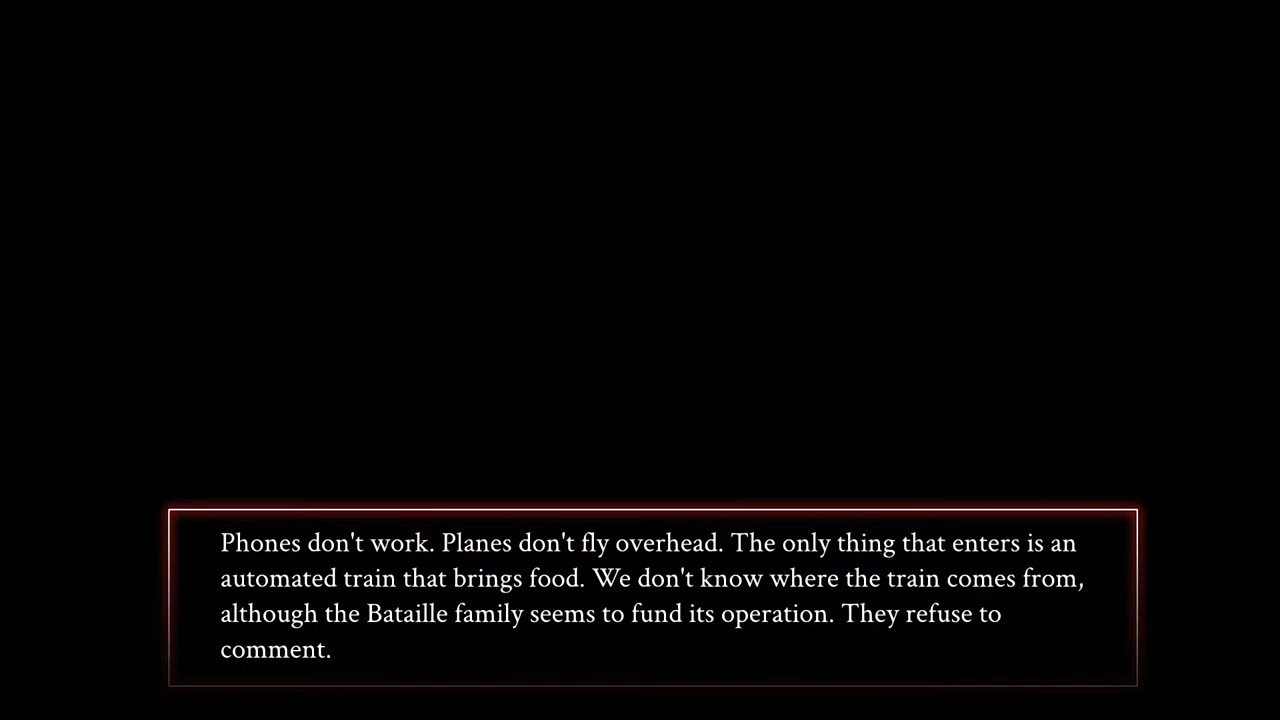 Phones don't work. Planes don't fly overhead. The only thing that enters is an
automated train that brings food. We don't know where the train comes from,
although the Bataille family seems to fund its operation. They refuse to
comment.